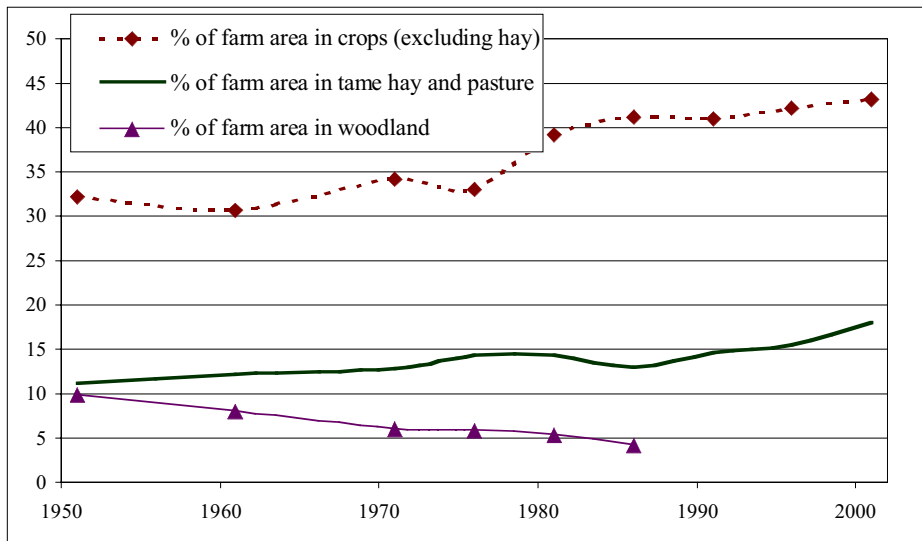 % of farm area in crops (excluding hay)
% of farm area in tame hay and pasture
% of farm area in woodland
50
45
40
35
30
25
20
15
10
5
0
1950 1960 1970 1980 1990 2000